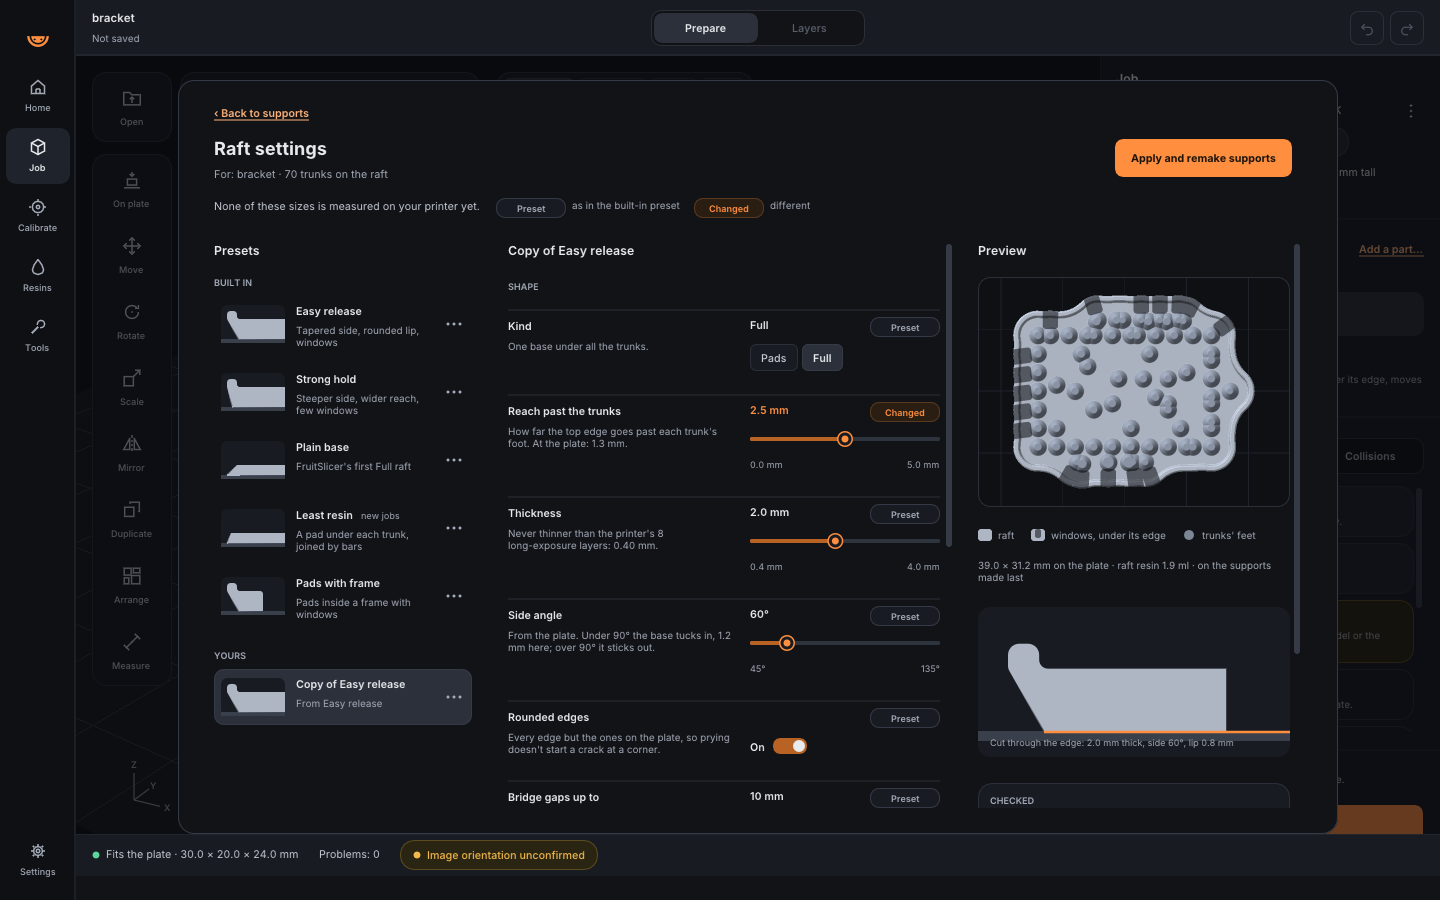 bracket
Not saved
Prepare
Layers
Home
Job
Calibrate
Resins
Tools
Settings
Open
On plate
Move
Rotate
Scale
Mirror
Duplicate
Arrange
Measure
Z
Y
X
Job
mm tall
Add a part...
er its edge, moves
Collisions
del or the
ate.
‹ Back to supports
Raft settings
For: bracket · 70 trunks on the raft
Apply and remake supports
None of these sizes is measured on your printer yet.
Preset
as in the built-in preset
Changed
different
Presets
BUILT IN
Easy release
Tapered side, rounded lip,
windows
Strong hold
Steeper side, wider reach,
few windows
Plain base
FruitSlicer's first Full raft
Least resin new jobs
A pad under each trunk,
joined by bars
Pads with frame
Pads inside a frame with
windows
YOURS
Copy of Easy release
From Easy release
Copy of Easy release
SHAPE
Kind
One base under all the trunks.
Full
Preset
Pads
Full
Reach past the trunks
How far the top edge goes past each trunk's
foot. At the plate: 1.3 mm.
2.5 mm
Changed
0.0 mm
5.0 mm
Thickness
Never thinner than the printer's 8
long-exposure layers: 0.40 mm.
2.0 mm
Preset
0.4 mm
4.0 mm
Side angle
From the plate. Under 90° the base tucks in, 1.2
mm here; over 90° it sticks out.
60°
Preset
45°
135°
Rounded edges
Every edge but the ones on the plate, so prying
doesn't start a crack at a corner.
Preset
On
Bridge gaps up to
10 mm
Preset
Preview
raft
windows, under its edge
trunks' feet
39.0 × 31.2 mm on the plate · raft resin 1.9 ml · on the supports
made last
Cut through the edge: 2.0 mm thick, side 60°, lip 0.8 mm
CHECKED
Fits the plate · 30.0 × 20.0 × 24.0 mm
Problems: 0
Image orientation unconfirmed